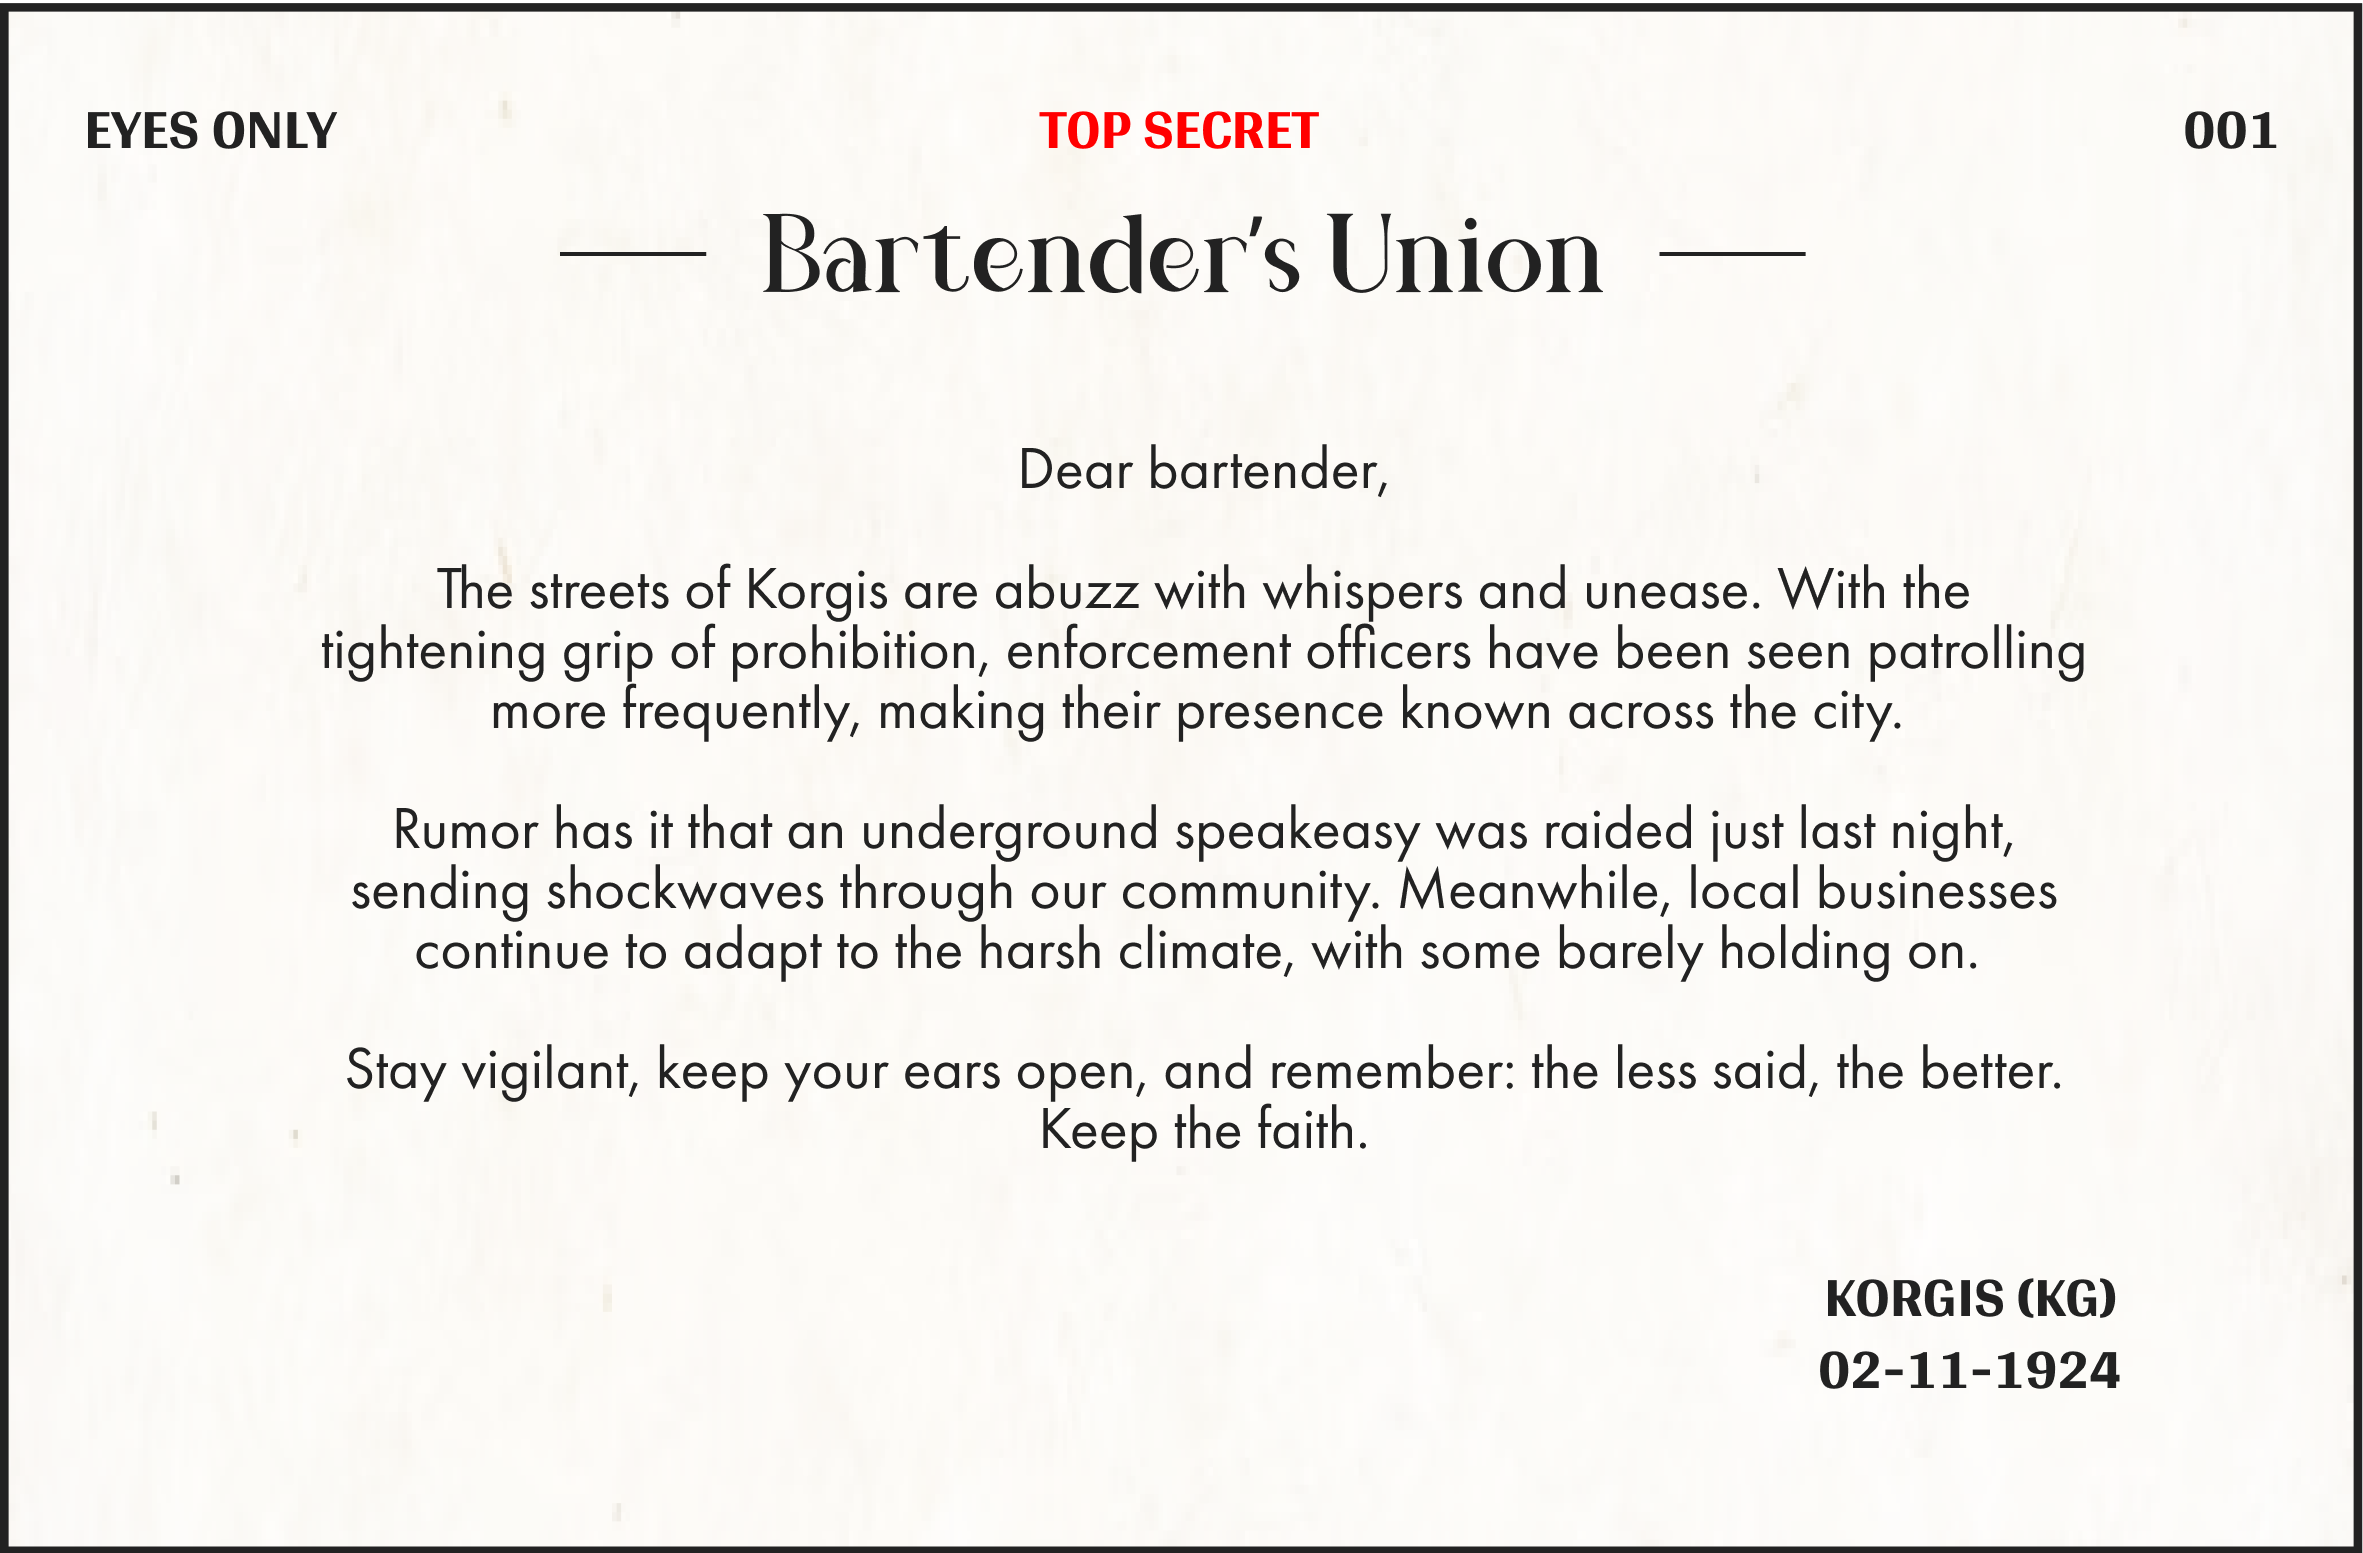 EYES ONLY
TOP SECRET
001
Bartender's Union
Dear bartender,
The streets of Korgis are abuzz with whispers and unease. With the
tightening grip of prohibition, enforcement officers have been seen patrolling
more frequently, making their presence known across the city.
Rumor has it that an underground speakeasy was raided just last night,
sending shockwaves through our community. Meanwhile, local businesses
continue to adapt to the harsh climate, with some barely holding on.
Stay vigilant, keep your ears open, and remember: the less said, the better.
Keep the faith.
KORGIS (KG)
02-11-1924